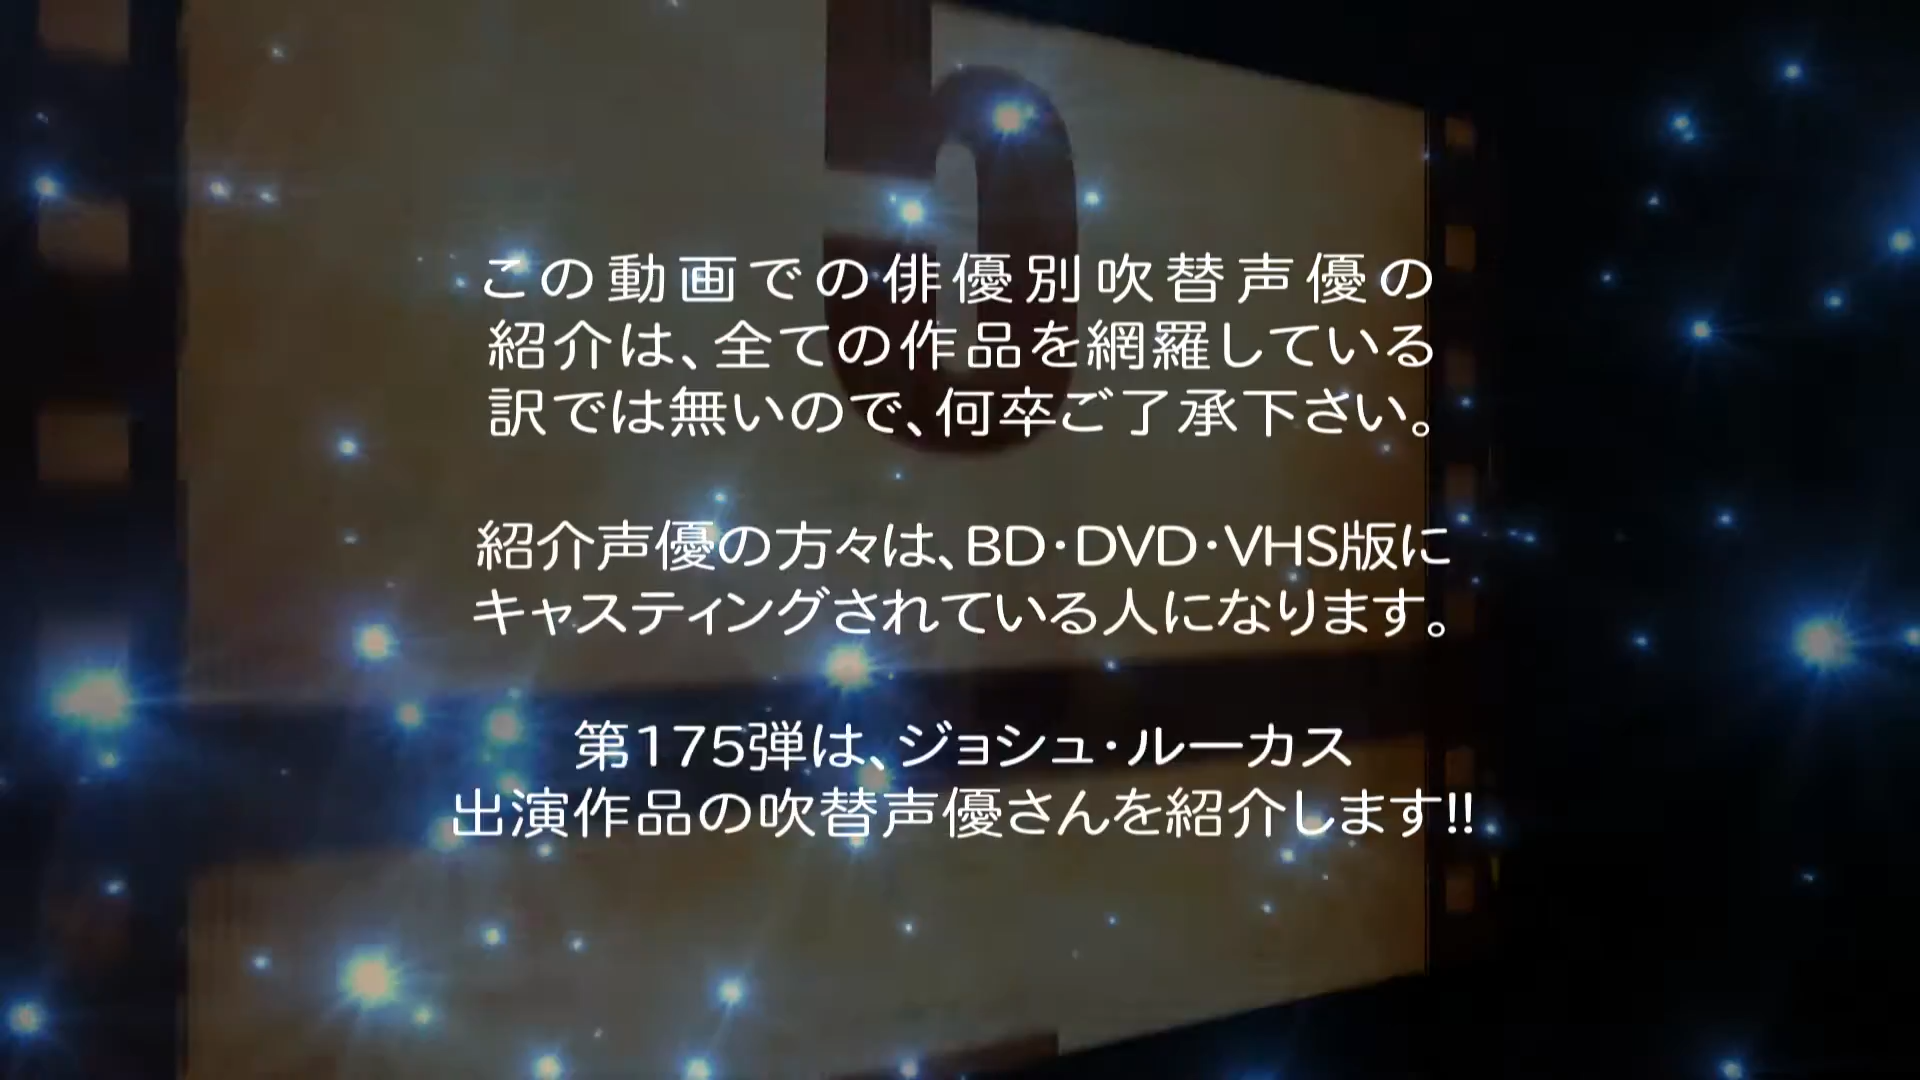 この動画での俳優別吹替声優の
紹介は、全ての作品を網羅している
訳では無いので、何卒ご了承下さい。
紹介声優の方々は、BD・DVD・VHS版に
キャスティングされている人になります。
第175弾は、ジョシュ・ルーカス
出演作品の吹替声優さんを紹介します!!
5